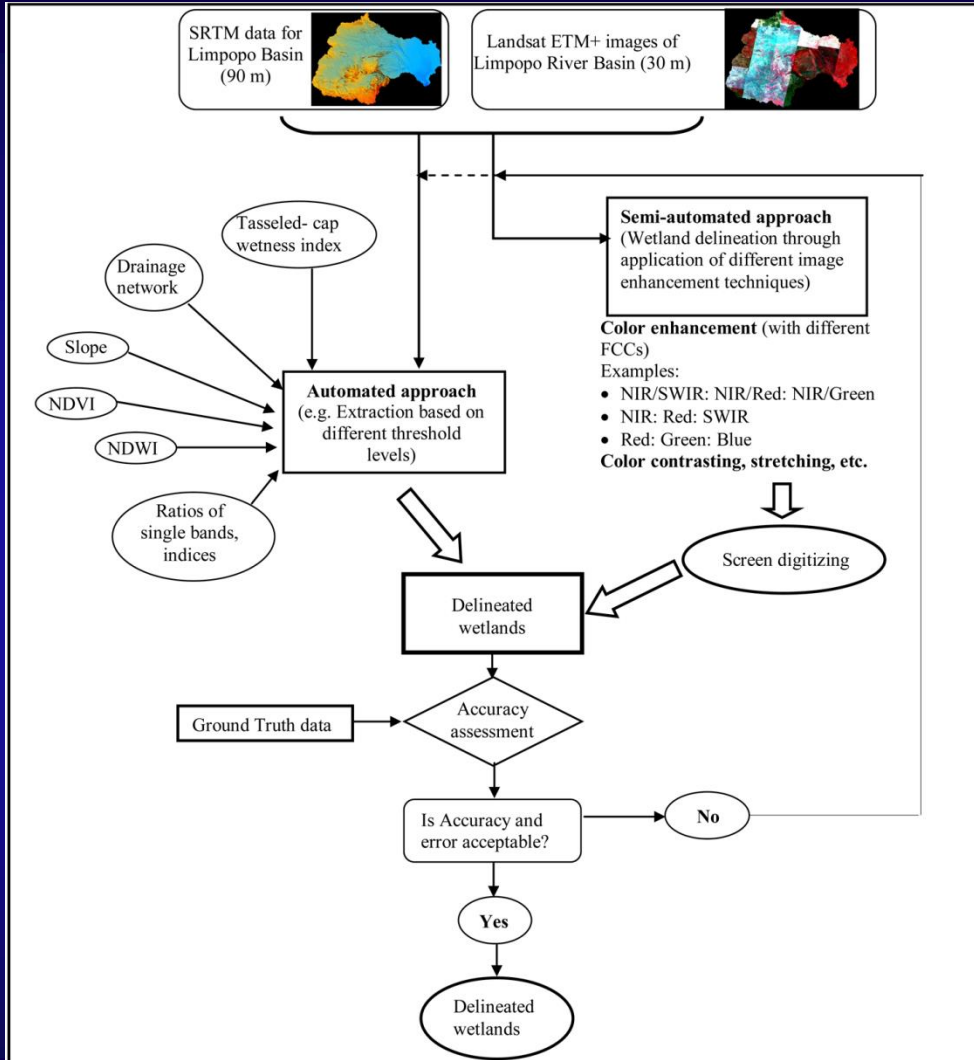 SRTM data for
Limpopo Basin
(90 m)
Landsat ETM+ images of
Limpopo River Basin (30 m)
Tasseled- cap
wetness index
Drainage
network
Slope
NDVI
NDWI
Ratios of
single bands,
indices
Automated approach
(e.g. Extraction based on
different threshold
levels)
Semi-automated approach
(Wetland delineation through
application of different image
enhancement techniques)
Color enhancement (with different
FCCs)
Examples:
• NIR/SWIR: NIR/Red: NIR/Green
• NIR: Red: SWIR
• Red: Green: Blue
Color contrasting, stretching, etc.
Screen digitizing
Delineated
wetlands
Ground Truth data
Accuracy
assessment
Is Accuracy and
error acceptable?
No
Yes
Delineated
wetlands